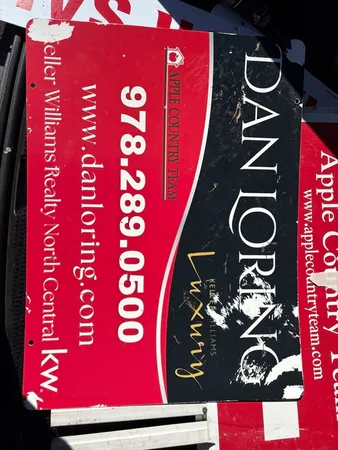 DAN LORING
KELLER WILLIAMS
Luxury
APPLE COUNTRY TEAM
978.289.0500
www.danloring.com
Keller Williams Realty North Central kw.
Apple Country Team
www.applecountryteam.com